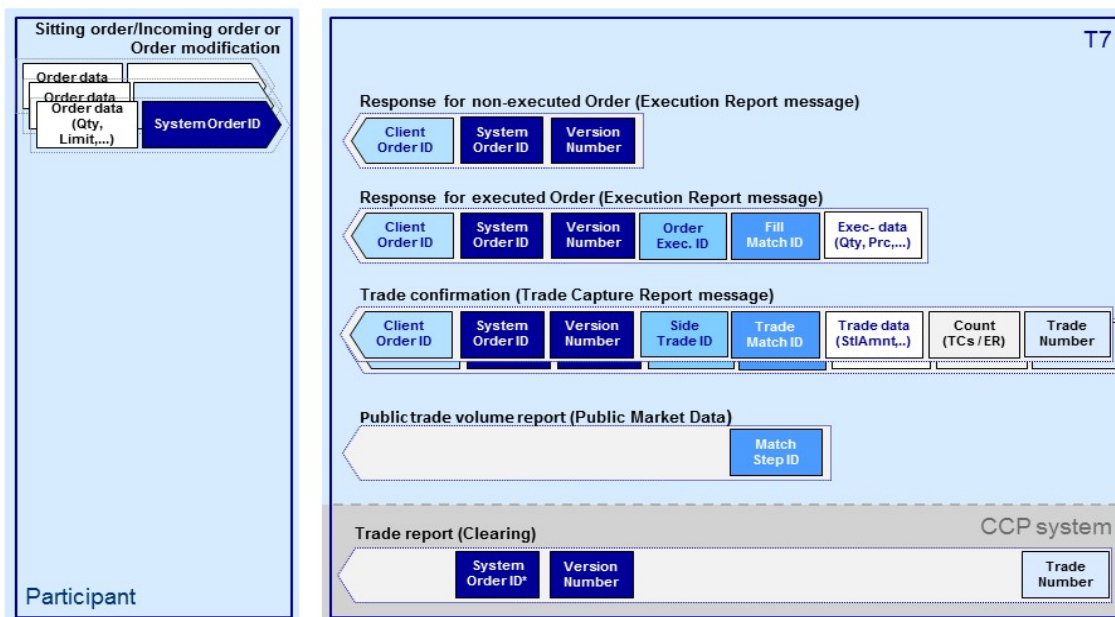 Sitting order/Incoming order or
Order modification
Order data
Order data
Order data
(Qty,
Limit,...)
System Order ID
Participant
T7
Response for non-executed Order (Execution Report message)
Client
Order ID
System
Order ID
Version
Number
Response for executed Order (Execution Report message)
Client
Order ID
System
Order ID
Version
Number
Order
Exec. ID
Fill
Match ID
Exec- data
(Qty, Prc,...)
Trade confirmation (Trade Capture Report message)
Client
Order ID
System
Order ID
Version
Number
Side
Trade ID
Trade
Match ID
Trade data
(StlAmnt,..)
Count
(TCs / ER)
Trade
Number
Public trade volume report (Public Market Data)
Match
Step ID
CCP system
Trade report (Clearing)
System
Order ID*
Version
Number
Trade
Number